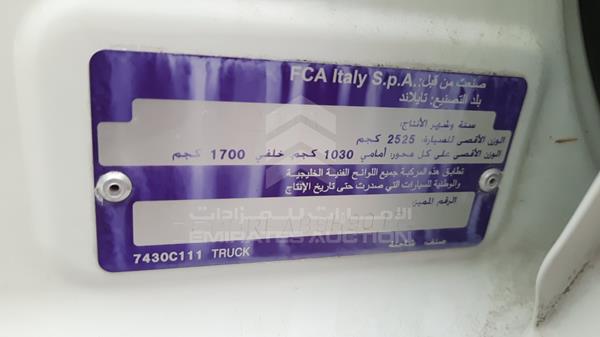 صنعت من قبل: FCA Italy S.p.A.
بلد التصنيع: تايلاند
سنة وشهر الأنتاج:
الوزن الأقصى للسيارة: 2525 كجم
الوزن الأقصى على كل محور: أمامي 1030 كجم خلفي 1700 كجم
تطابق هذه المركبة جميع اللوائح الفنية الخليجية
والوطنية للسيارات التي صدرت حتى تاريخ الإنتاج
الرقم المميز:
الإمارات للمزادات
EMIRATES AUCTION
صنف: شاحنة
7430C111 TRUCK